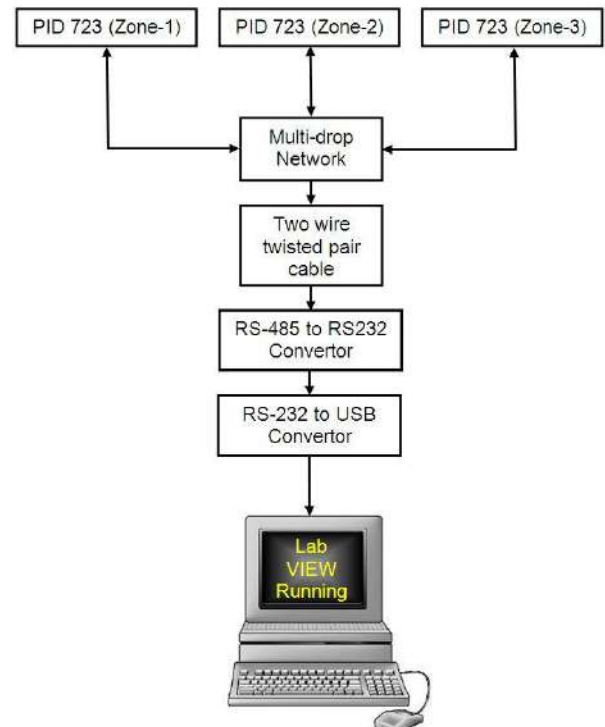 PID 723 (Zone-1)
PID 723 (Zone-2)
PID 723 (Zone-3)
Multi-drop
Network
Two wire
twisted pair
cable
RS-485 to RS232
Convertor
RS-232 to USB
Convertor
Lab
VIEW
Running